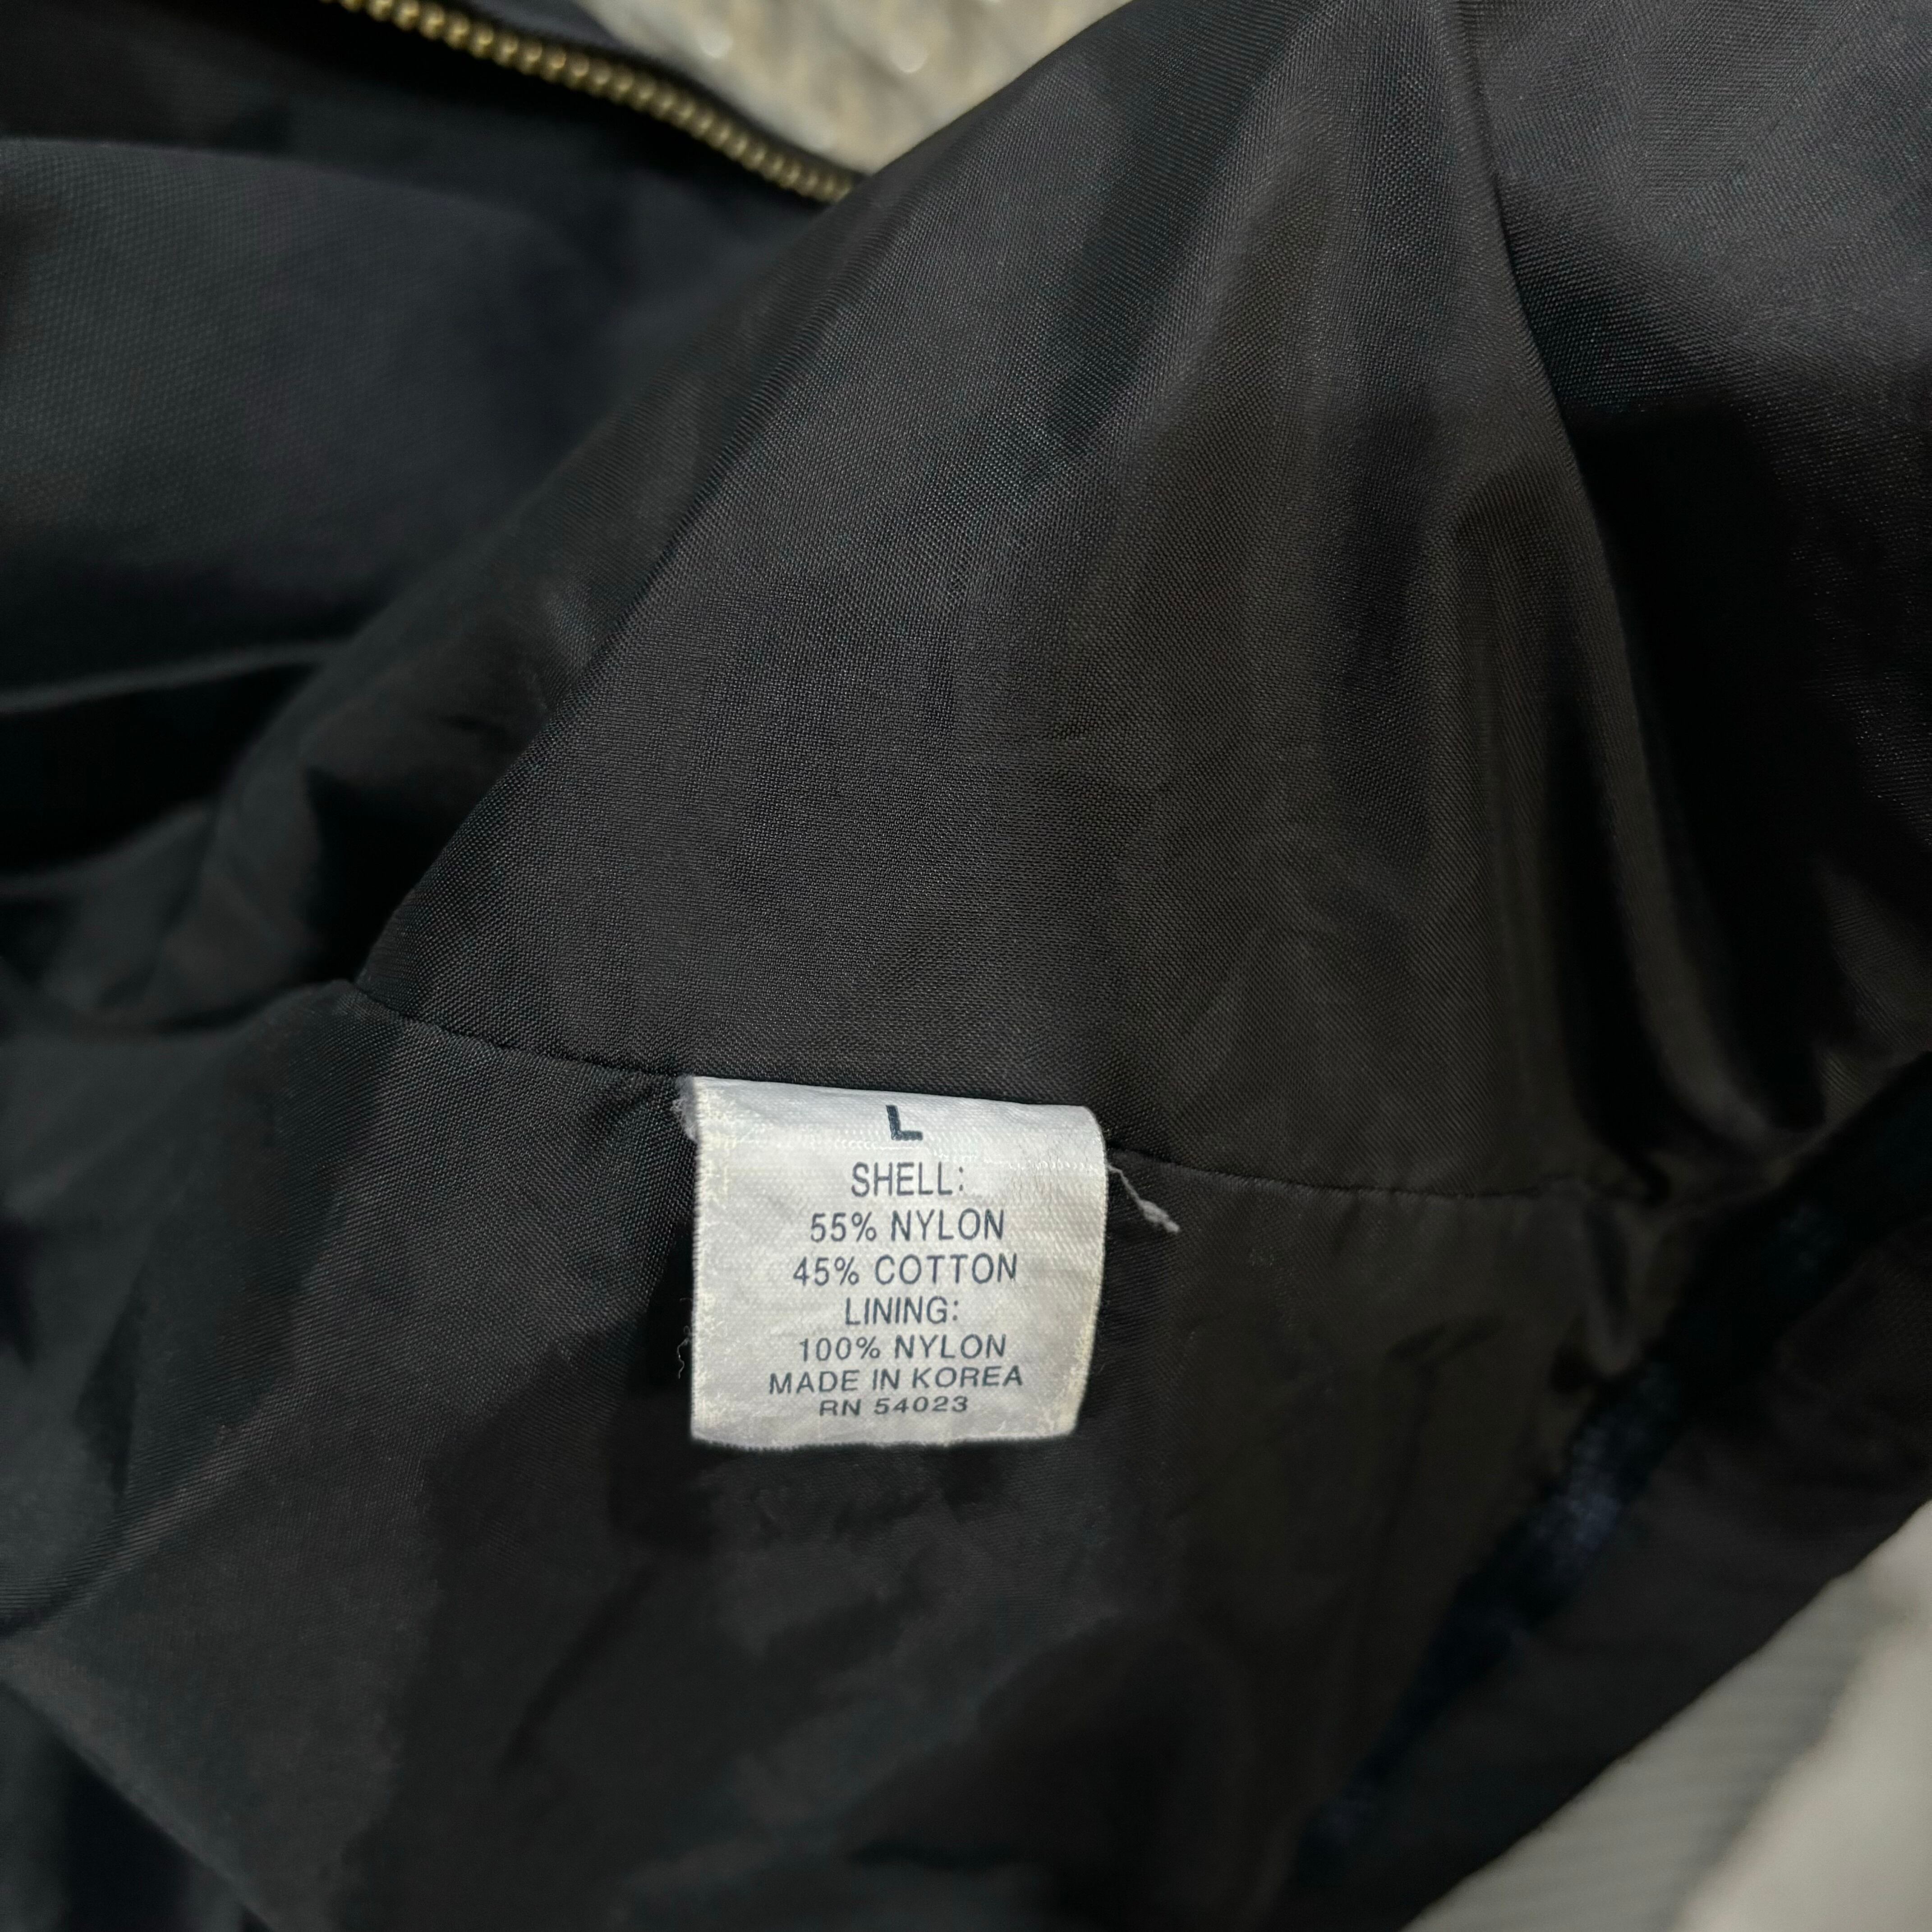 L
SHELL:
55% NYLON
45% COTTON
LINING:
100% NYLON
MADE IN KOREA
RN 54023